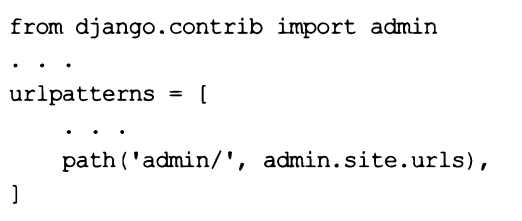 from django.contrib import admin
. . .
urlpatterns = [
    . . .
    path('admin/', admin.site.urls),
]